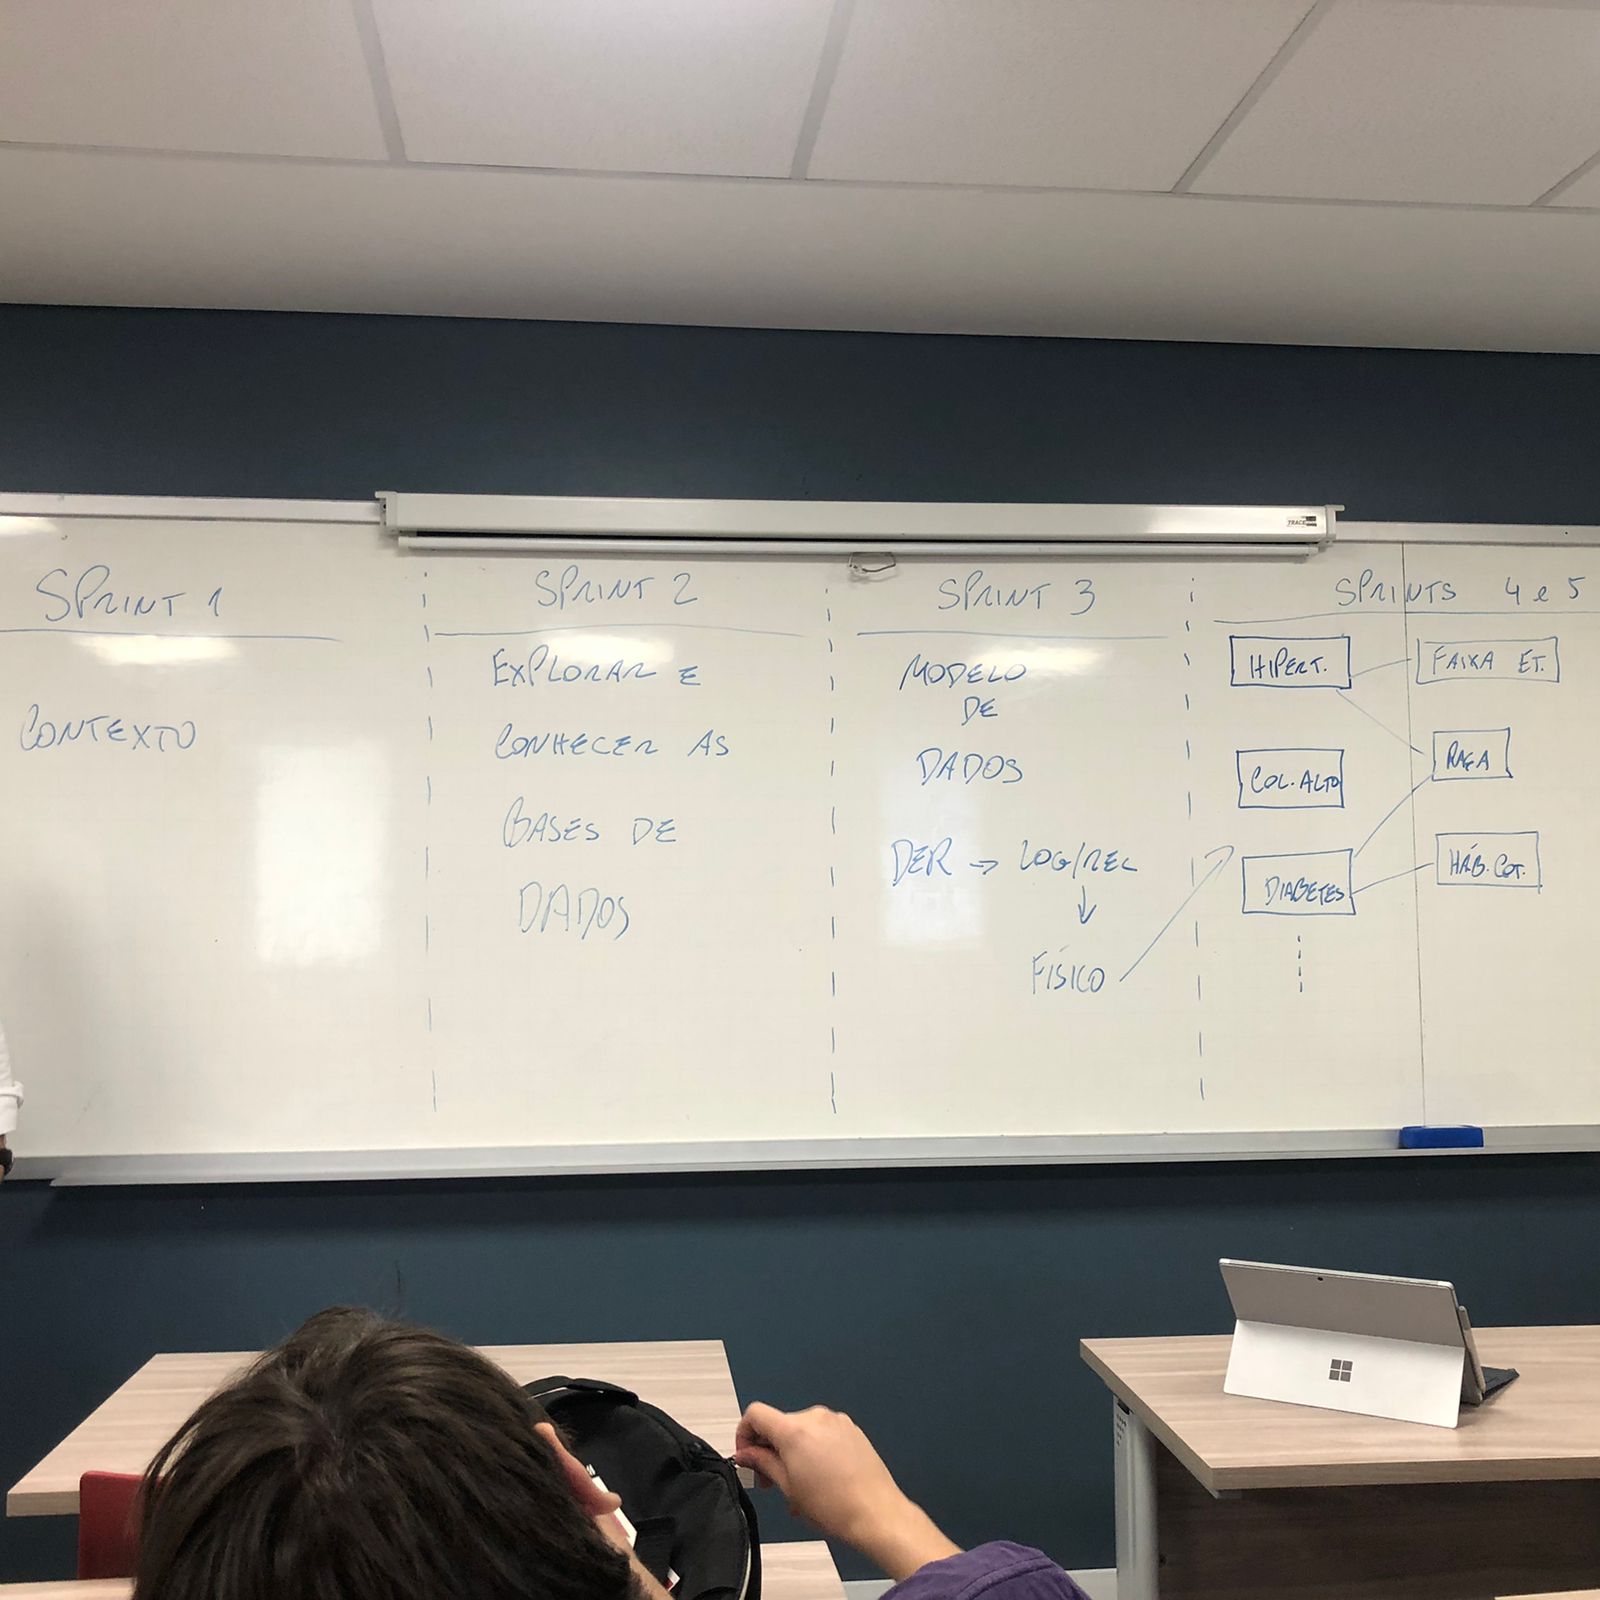 TRACE
SPRINT 1
CONTEXTO
SPRINT 2
EXPLORAR E
CONHECER AS
BASES DE
DADOS
SPRINT 3
MODELO
DE
DADOS
DER → LOG/REL
↓
FÍSICO
SPRINTS 4 e 5
HIPERT.
FAIXA ET.
RAÇA
COL. ALTO
DIABETES
HÁB. COT.